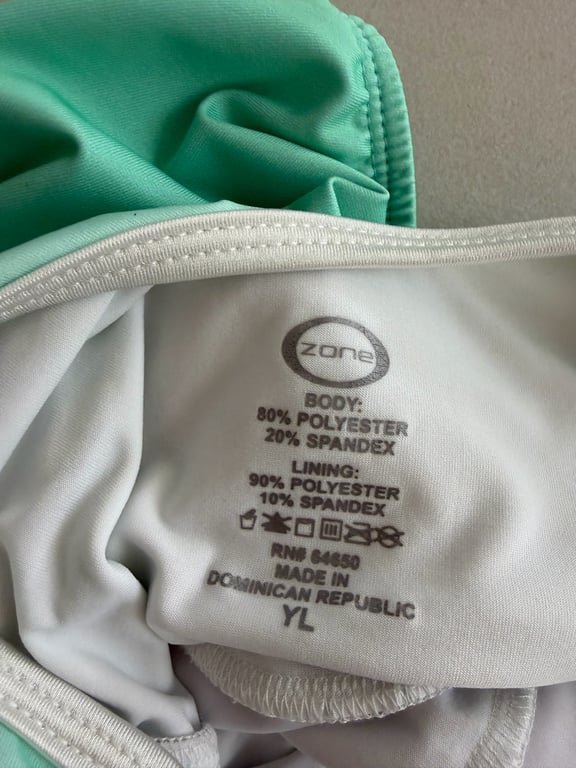 zone
BODY:
80% POLYESTER
20% SPANDEX
LINING:
90% POLYESTER
10% SPANDEX
RN# 64650
MADE IN
DOMINICAN REPUBLIC
YL